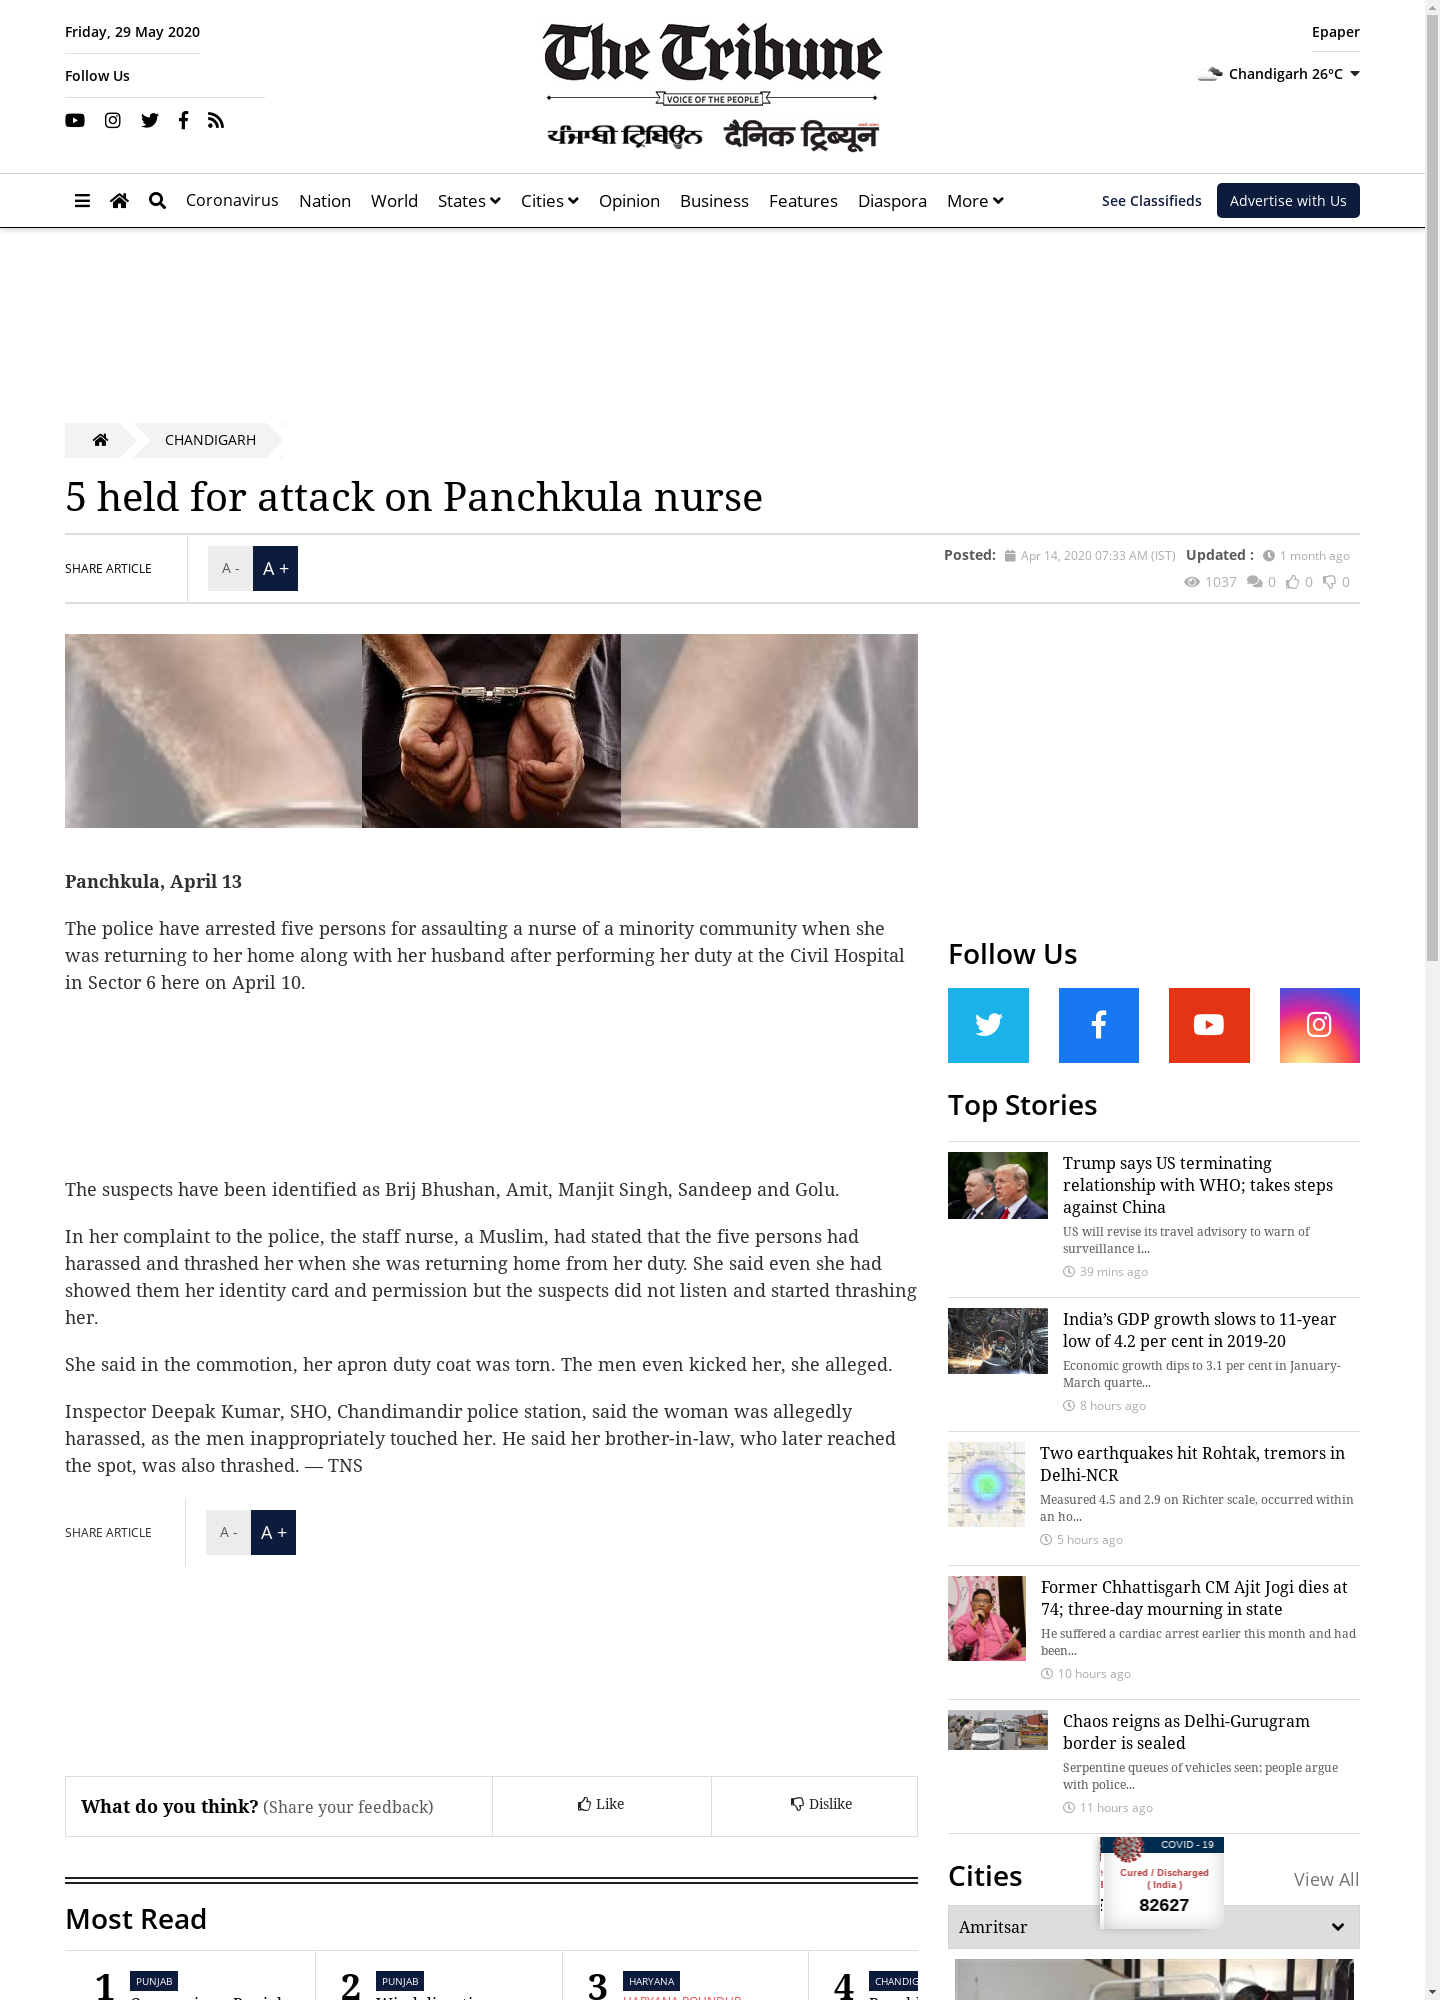 Friday, 29 May 2020
Follow Us
The Tribune
VOICE OF THE PEOPLE
ਪੰਜਾਬੀ ਟ੍ਰਿਬਿਊਨ दैनिक ट्रिब्यून
Epaper
Chandigarh 26°C
Coronavirus Nation World States Cities Opinion Business Features Diaspora More See Classifieds Advertise with Us
CHANDIGARH
5 held for attack on Panchkula nurse
SHARE ARTICLE A - A +
Posted: Apr 14, 2020 07:33 AM (IST) Updated : 1 month ago
1037 0 0 0
Panchkula, April 13
The police have arrested five persons for assaulting a nurse of a minority community when she
was returning to her home along with her husband after performing her duty at the Civil Hospital
in Sector 6 here on April 10.
The suspects have been identified as Brij Bhushan, Amit, Manjit Singh, Sandeep and Golu.
In her complaint to the police, the staff nurse, a Muslim, had stated that the five persons had
harassed and thrashed her when she was returning home from her duty. She said even she had
showed them her identity card and permission but the suspects did not listen and started thrashing
her.
She said in the commotion, her apron duty coat was torn. The men even kicked her, she alleged.
Inspector Deepak Kumar, SHO, Chandimandir police station, said the woman was allegedly
harassed, as the men inappropriately touched her. He said her brother-in-law, who later reached
the spot, was also thrashed. — TNS
SHARE ARTICLE A - A +
What do you think? (Share your feedback) Like Dislike
Most Read
1 PUNJAB
2 PUNJAB
3 HARYANA
HARYANA ROUNDUP
4
Follow Us
Top Stories
Trump says US terminating
relationship with WHO; takes steps
against China
US will revise its travel advisory to warn of
surveillance i...
39 mins ago
India’s GDP growth slows to 11-year
low of 4.2 per cent in 2019-20
Economic growth dips to 3.1 per cent in January-
March quarte...
8 hours ago
Two earthquakes hit Rohtak, tremors in
Delhi-NCR
Measured 4.5 and 2.9 on Richter scale, occurred within
an ho...
5 hours ago
Former Chhattisgarh CM Ajit Jogi dies at
74; three-day mourning in state
He suffered a cardiac arrest earlier this month and had
been...
10 hours ago
Chaos reigns as Delhi-Gurugram
border is sealed
Serpentine queues of vehicles seen; people argue
with police...
11 hours ago
Cities View All
COVID - 19
Cured / Discharged
( India )
82627
Amritsar